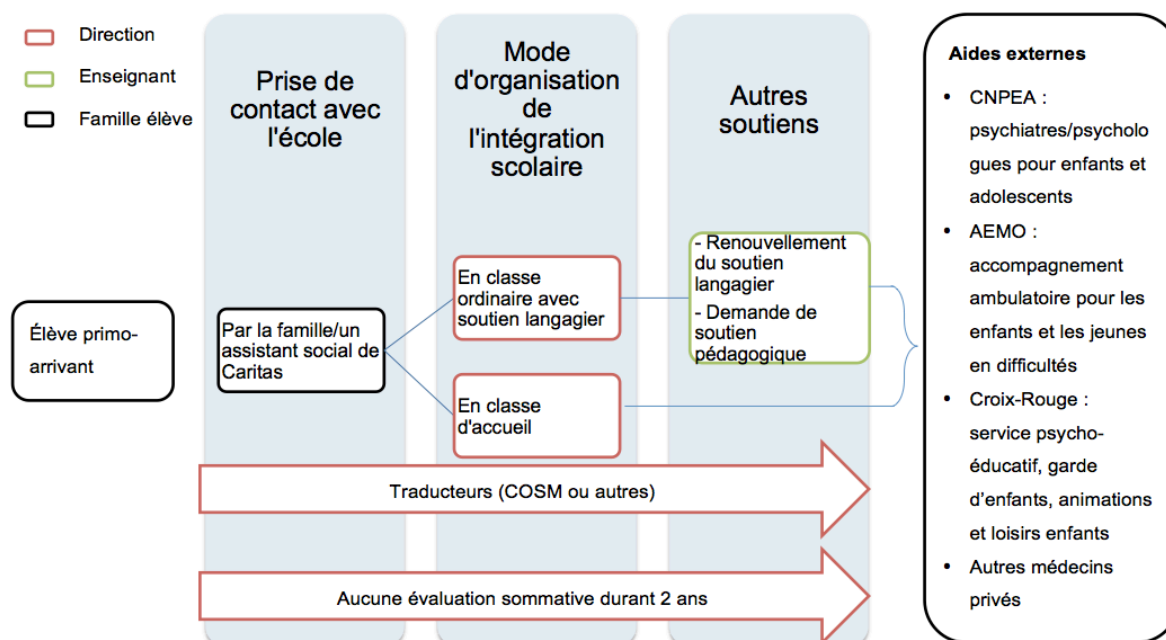 Direction
Enseignant
Famille élève
Prise de
contact avec
l'école
Mode
d'organisation
de
l'intégration
scolaire
Autres
soutiens
Élève primo-
arrivant
Par la famille/un
assistant social de
Caritas
En classe
ordinaire avec
soutien langagier
En classe
d'accueil
- Renouvellement
du soutien
langagier
- Demande de
soutien
pédagogique
Traducteurs (COSM ou autres)
Aucune évaluation sommative durant 2 ans
Aides externes
• CNPEA :
psychiatres/psycholo
gues pour enfants et
adolescents
• AEMO :
accompagnement
ambulatoire pour les
enfants et les jeunes
en difficultés
• Croix-Rouge :
service psycho-
éducatif, garde
d’enfants, animations
et loisirs enfants
• Autres médecins
privés